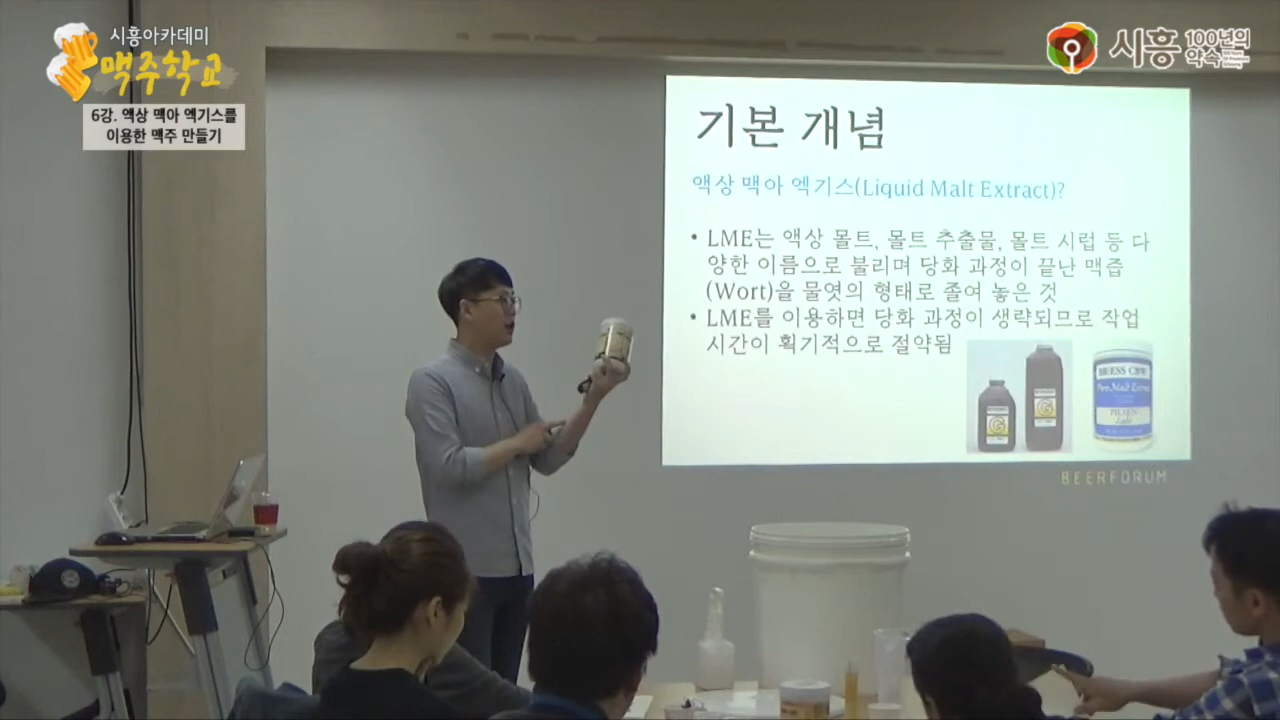 시흥아카데미
맥주학교
6강. 액상 맥아 엑기스를
이용한 맥주 만들기
시흥 100년의
약속
기본 개념
액상 맥아 엑기스(Liquid Malt Extract)?
• LME는 액상 몰트, 몰트 추출물, 몰트 시럽 등 다
양한 이름으로 불리며 당화 과정이 끝난 맥즙
(Wort)을 물엿의 형태로 졸여 놓은 것
• LME를 이용하면 당화 과정이 생략되므로 작업
시간이 획기적으로 절약됨
G
G
BRIESS CBW
Pure Malt Extract
PILSEN
Light
BEERFORUM